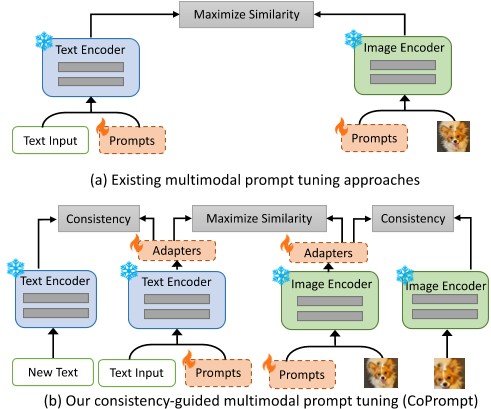 Maximize Similarity
Text Encoder
Image Encoder
Text Input
Prompts
Prompts
(a) Existing multimodal prompt tuning approaches
Consistency
Maximize Similarity
Consistency
Adapters
Adapters
Text Encoder
Text Encoder
Image Encoder
Image Encoder
New Text
Text Input
Prompts
Prompts
(b) Our consistency-guided multimodal prompt tuning (CoPrompt)